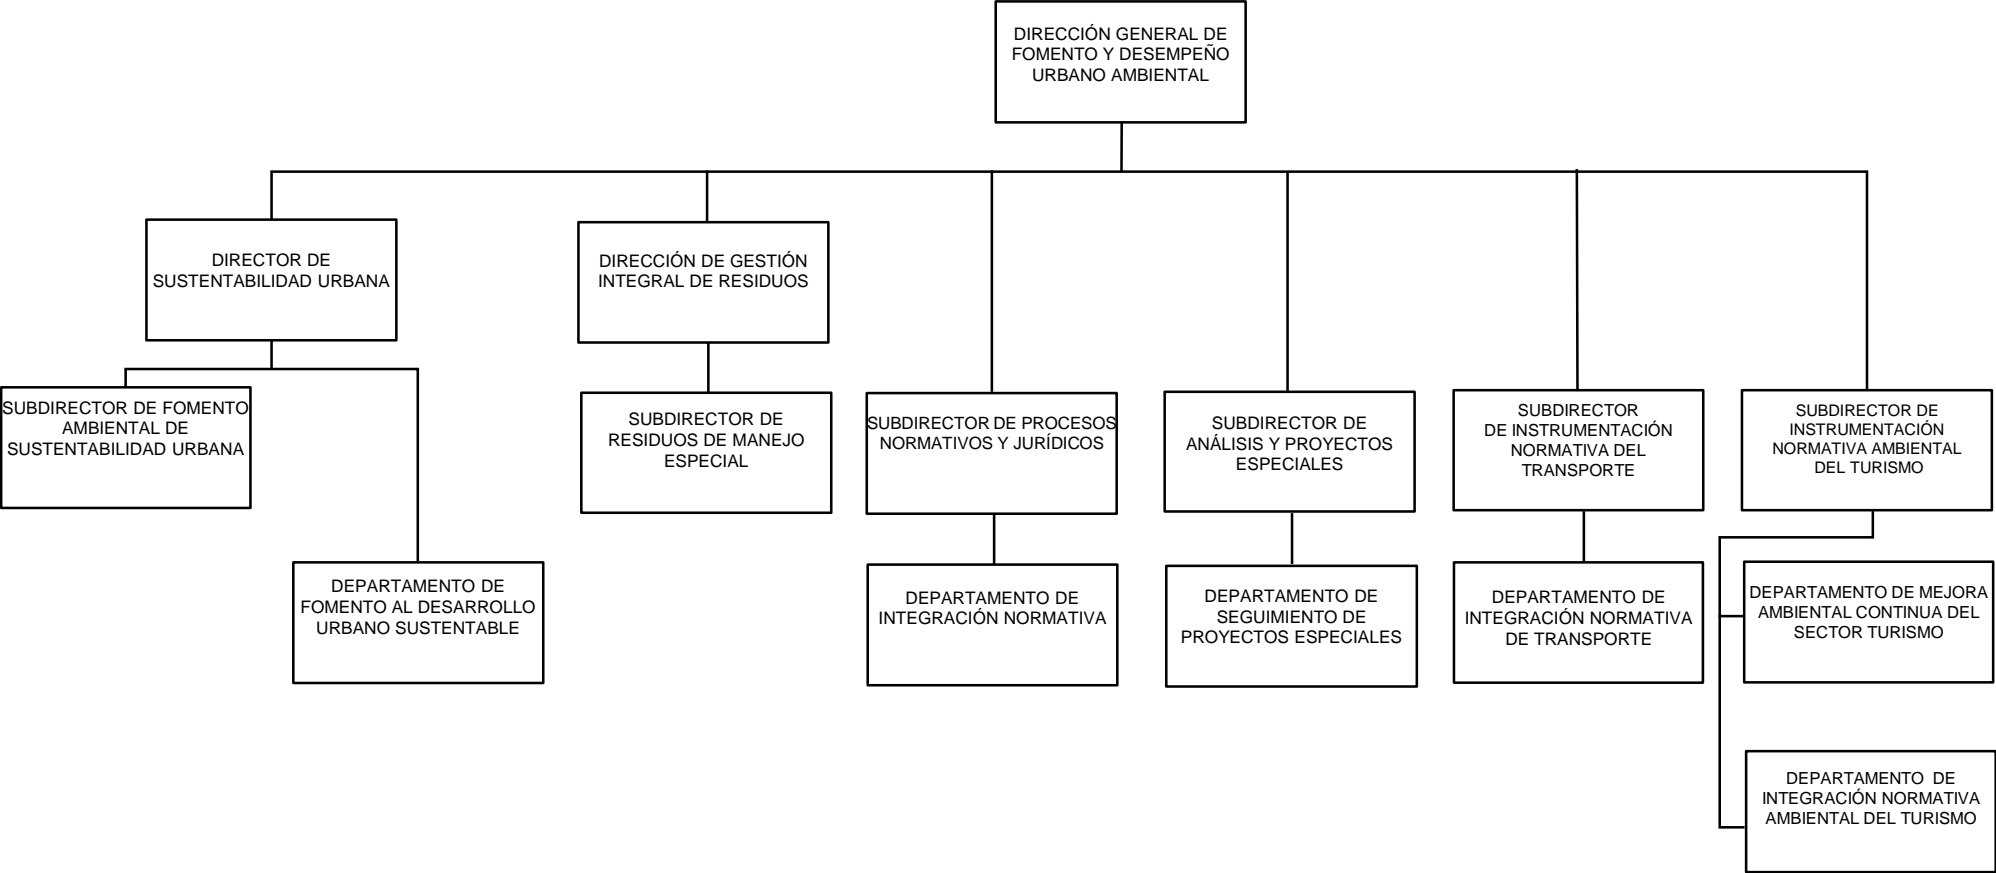 DIRECCIÓN GENERAL DE
FOMENTO Y DESEMPEÑO
URBANO AMBIENTAL
DIRECTOR DE
SUSTENTABILIDAD URBANA
DIRECCIÓN DE GESTIÓN
INTEGRAL DE RESIDUOS
SUBDIRECTOR DE FOMENTO
AMBIENTAL DE
SUSTENTABILIDAD URBANA
SUBDIRECTOR DE
RESIDUOS DE MANEJO
ESPECIAL
SUBDIRECTOR DE PROCESOS
NORMATIVOS Y JURÍDICOS
SUBDIRECTOR DE
ANÁLISIS Y PROYECTOS
ESPECIALES
SUBDIRECTOR
DE INSTRUMENTACIÓN
NORMATIVA DEL
TRANSPORTE
SUBDIRECTOR DE
INSTRUMENTACIÓN
NORMATIVA AMBIENTAL
DEL TURISMO
DEPARTAMENTO DE
FOMENTO AL DESARROLLO
URBANO SUSTENTABLE
DEPARTAMENTO DE
INTEGRACIÓN NORMATIVA
DEPARTAMENTO DE
SEGUIMIENTO DE
PROYECTOS ESPECIALES
DEPARTAMENTO DE
INTEGRACIÓN NORMATIVA
DE TRANSPORTE
DEPARTAMENTO DE MEJORA
AMBIENTAL CONTINUA DEL
SECTOR TURISMO
DEPARTAMENTO DE
INTEGRACIÓN NORMATIVA
AMBIENTAL DEL TURISMO